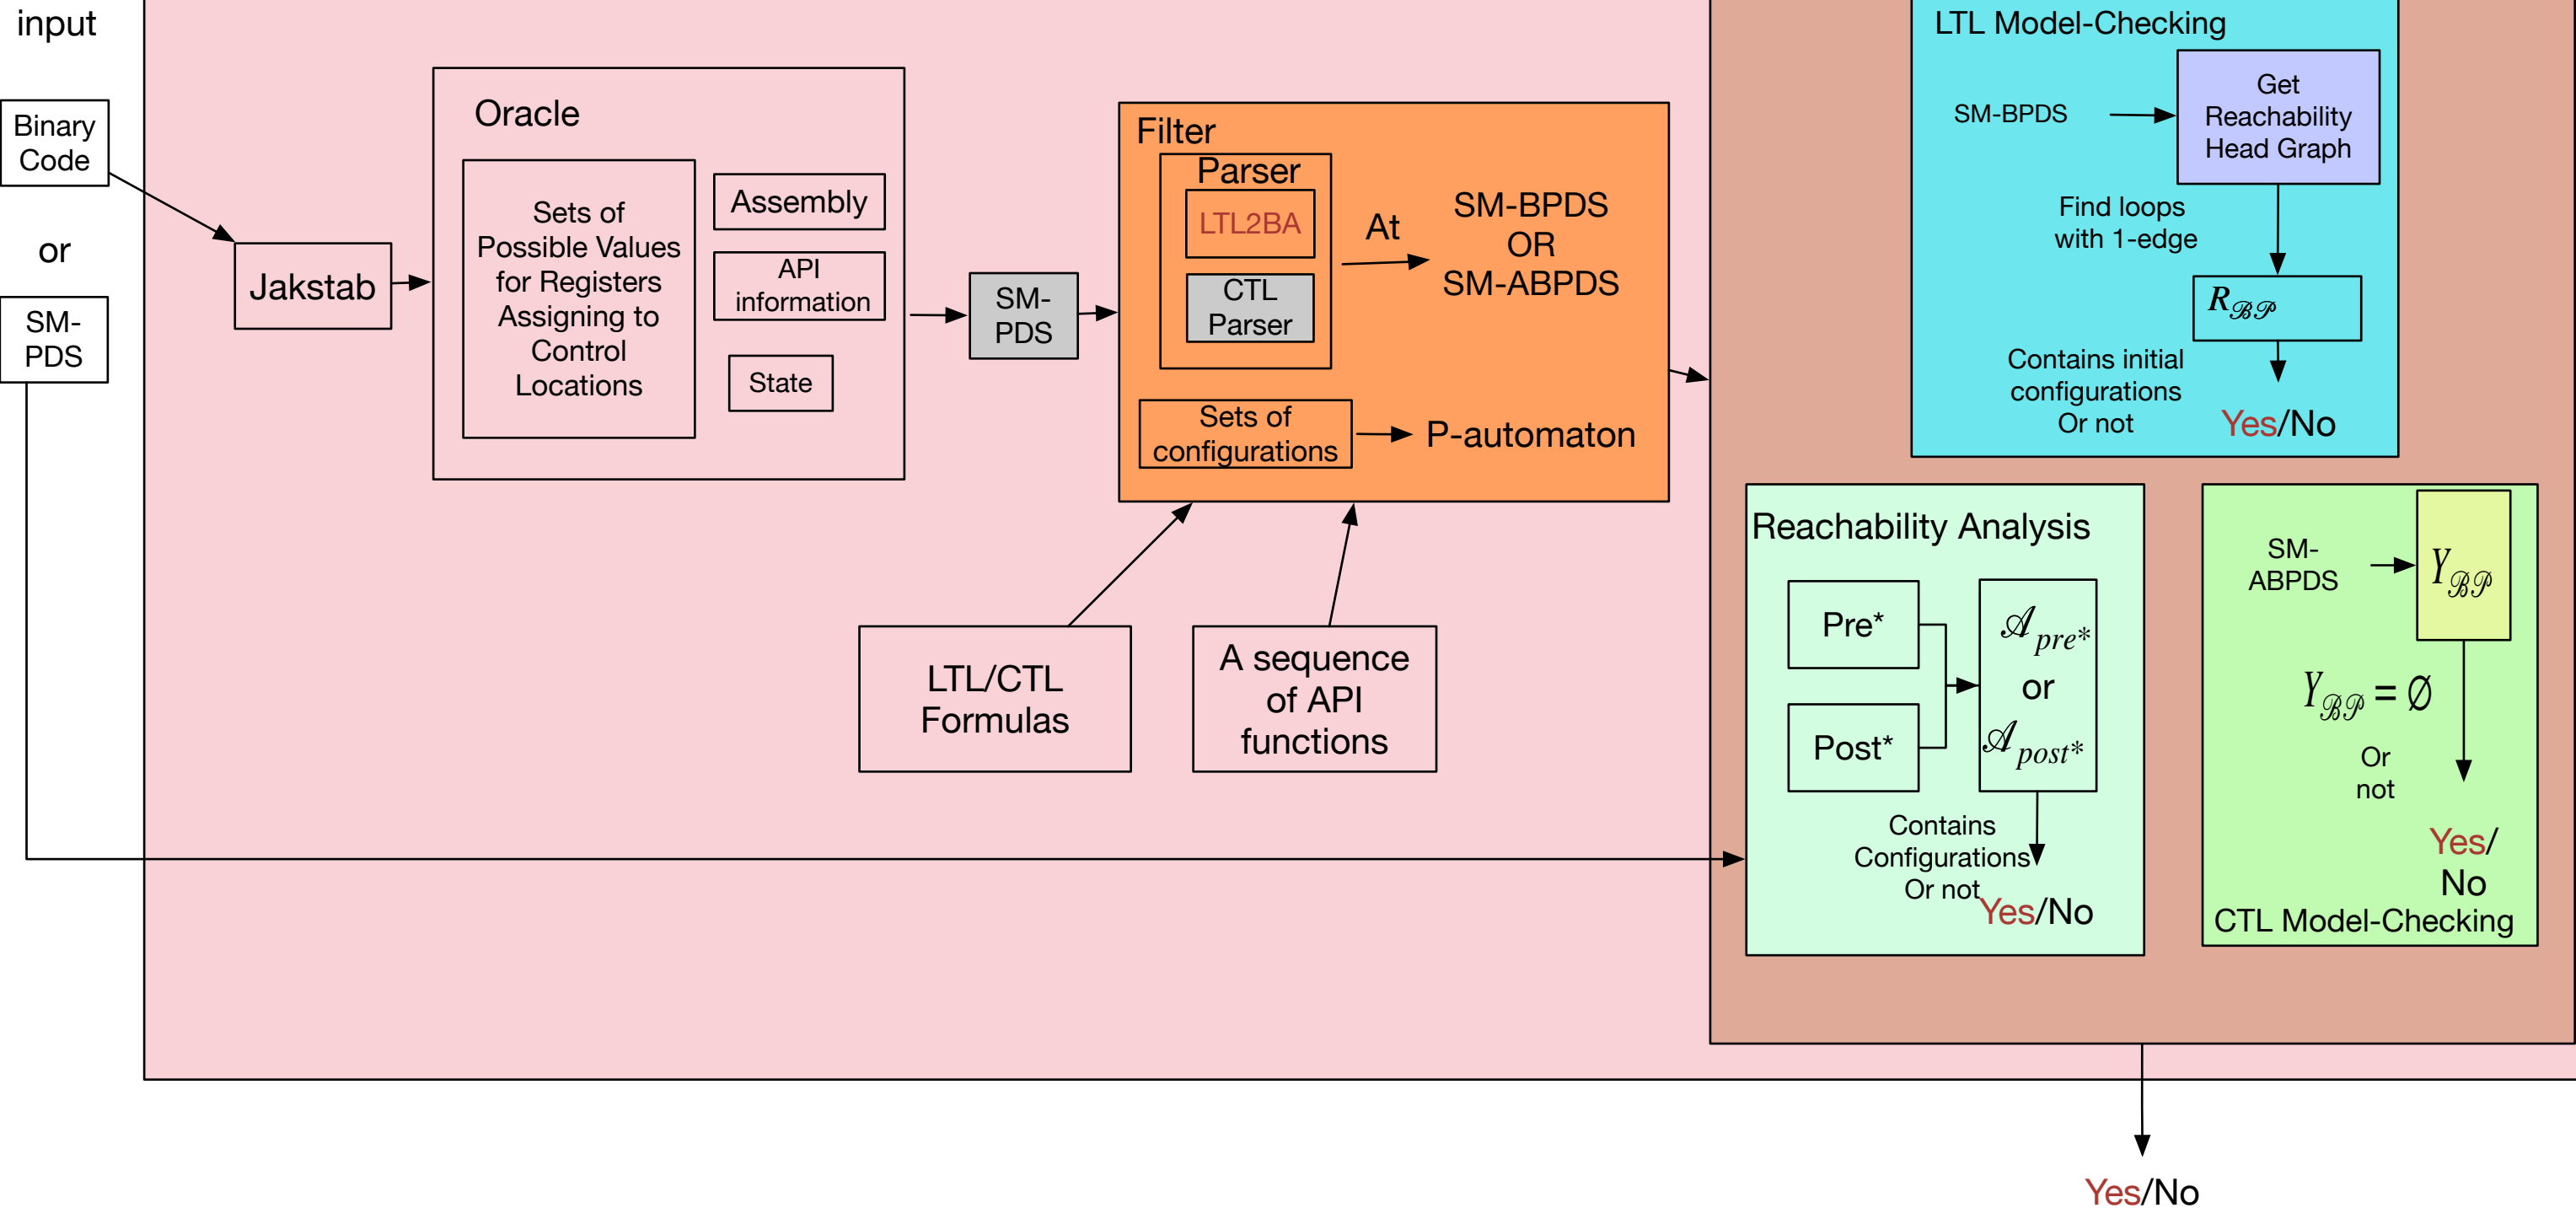 input
Binary
Code
or
SM-
PDS
Jakstab
Oracle
Sets of
Possible Values
for Registers
Assigning to
Control
Locations
Assembly
API
information
State
SM-
PDS
Filter
Parser
LTL2BA
CTL
Parser
At
SM-BPDS
OR
SM-ABPDS
Sets of
configurations
P-automaton
LTL/CTL
Formulas
A sequence
of API
functions
LTL Model-Checking
SM-BPDS
Get
Reachability
Head Graph
Find loops
with 1-edge
R_ℬ𝒫
Contains initial
configurations
Or not
Yes/No
Reachability Analysis
Pre*
Post*
𝒜_pre*
or
𝒜_post*
Contains
Configurations
Or not
Yes/No
SM-
ABPDS
Y_ℬ𝒫
Y_ℬ𝒫 = ∅
Or
not
Yes/
No
CTL Model-Checking
Yes/No